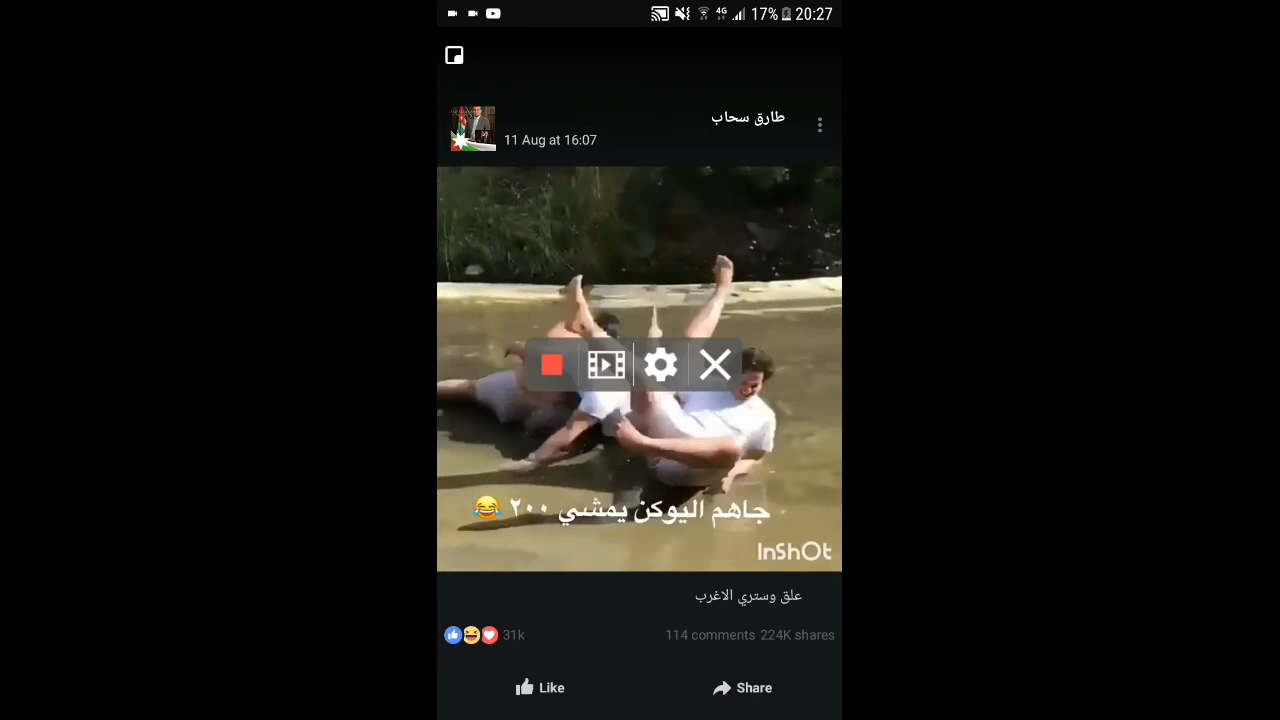 4G 17% 20:27
طارق سحاب
11 Aug at 16:07
جاهم اليوكن يمشي ٢٠٠ 😂
InShOt
علق وستري الاغرب
31k 114 comments 224K shares
Like Share